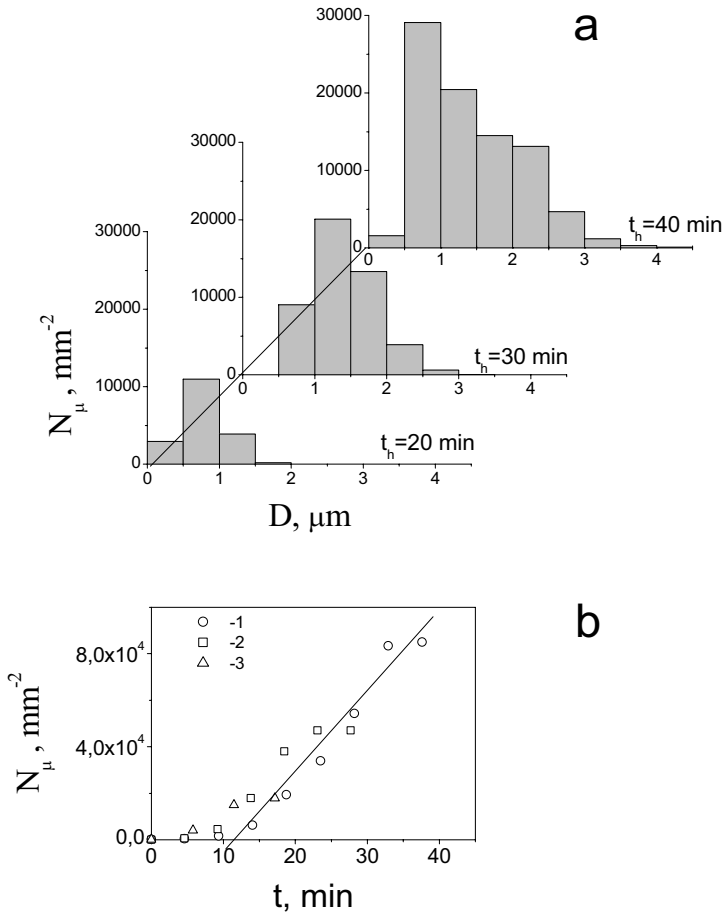 a
30000
20000
10000
0
0 1 2 3 4
t_h=40 min
30000
20000
10000
0
0 1 2 3 4
t_h=30 min
30000
20000
10000
0
0 1 2 3 4
t_h=20 min
N_μ, mm^-2
D, μm
b
-1
-2
-3
8,0x10^4
4,0x10^4
0,0
0 10 20 30 40
N_μ, mm^-2
t, min